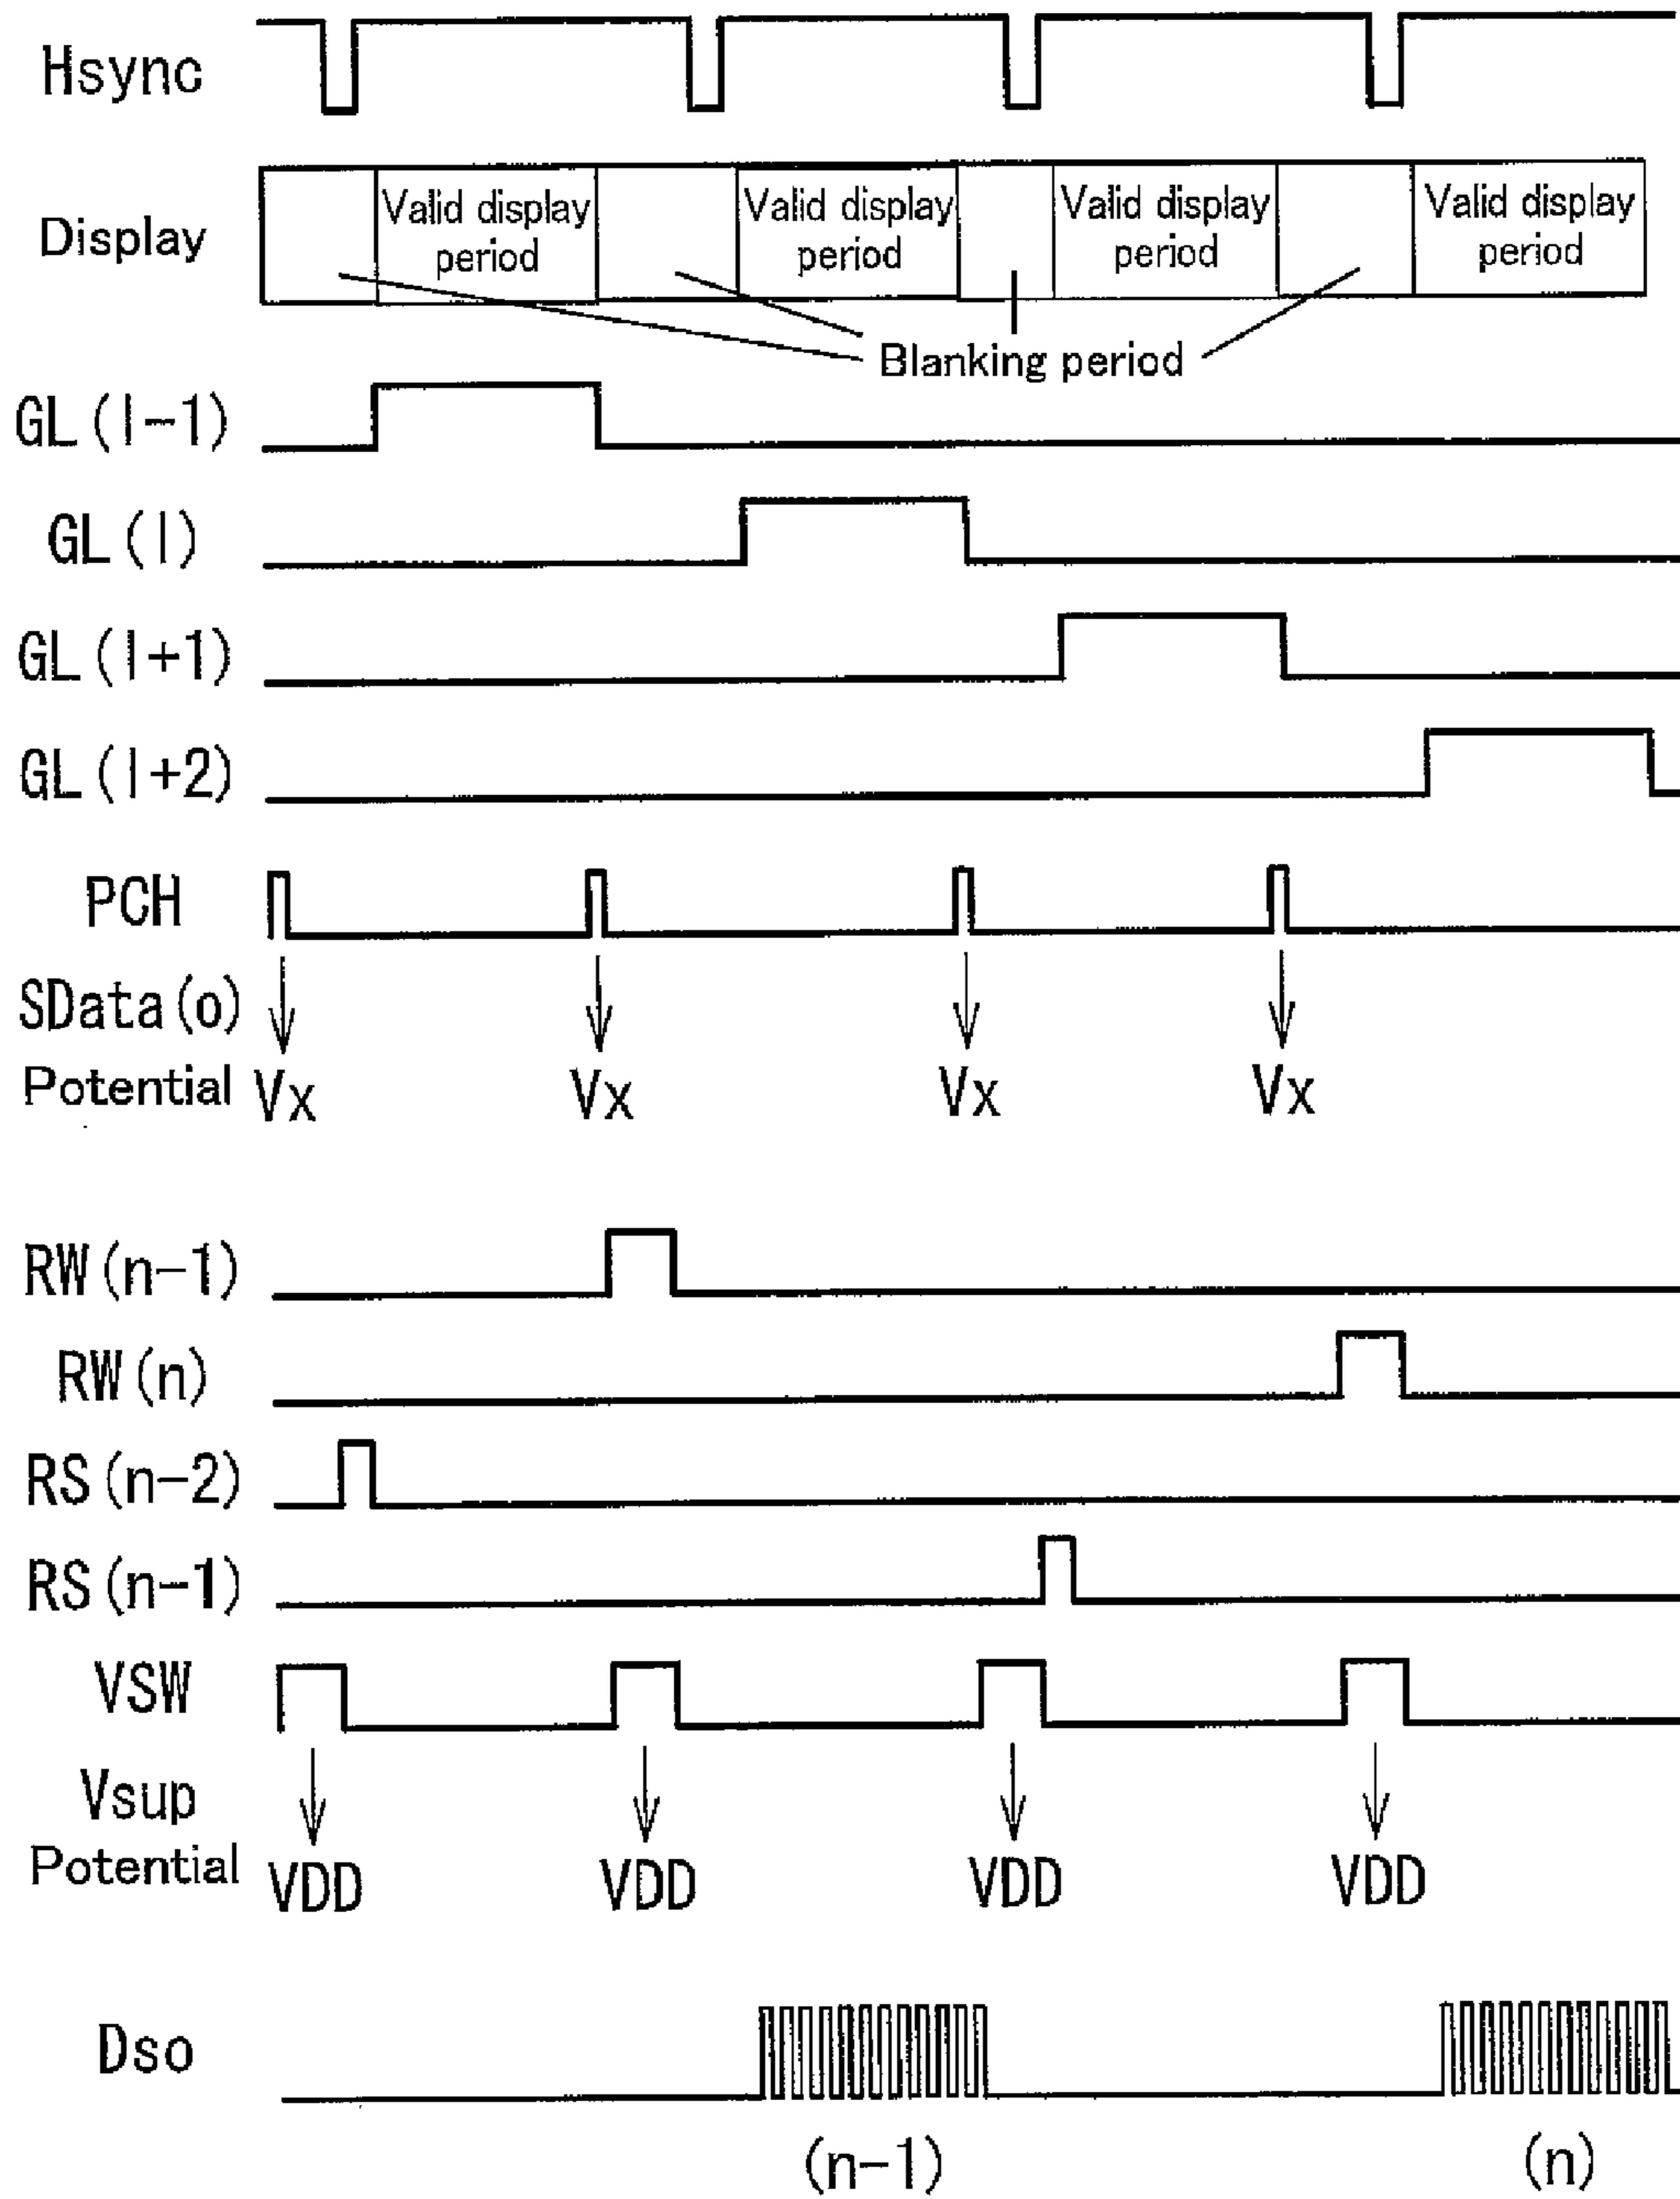 Hsync
Display
Valid display period
Valid display period
Valid display period
Valid display period
Blanking period
GL(l-1)
GL(l)
GL(l+1)
GL(l+2)
PCH
SData(o)
Potential Vx Vx Vx Vx
RW(n-1)
RW(n)
RS(n-2)
RS(n-1)
VSW
Vsup
Potential VDD VDD VDD VDD
Dso
(n-1) (n)